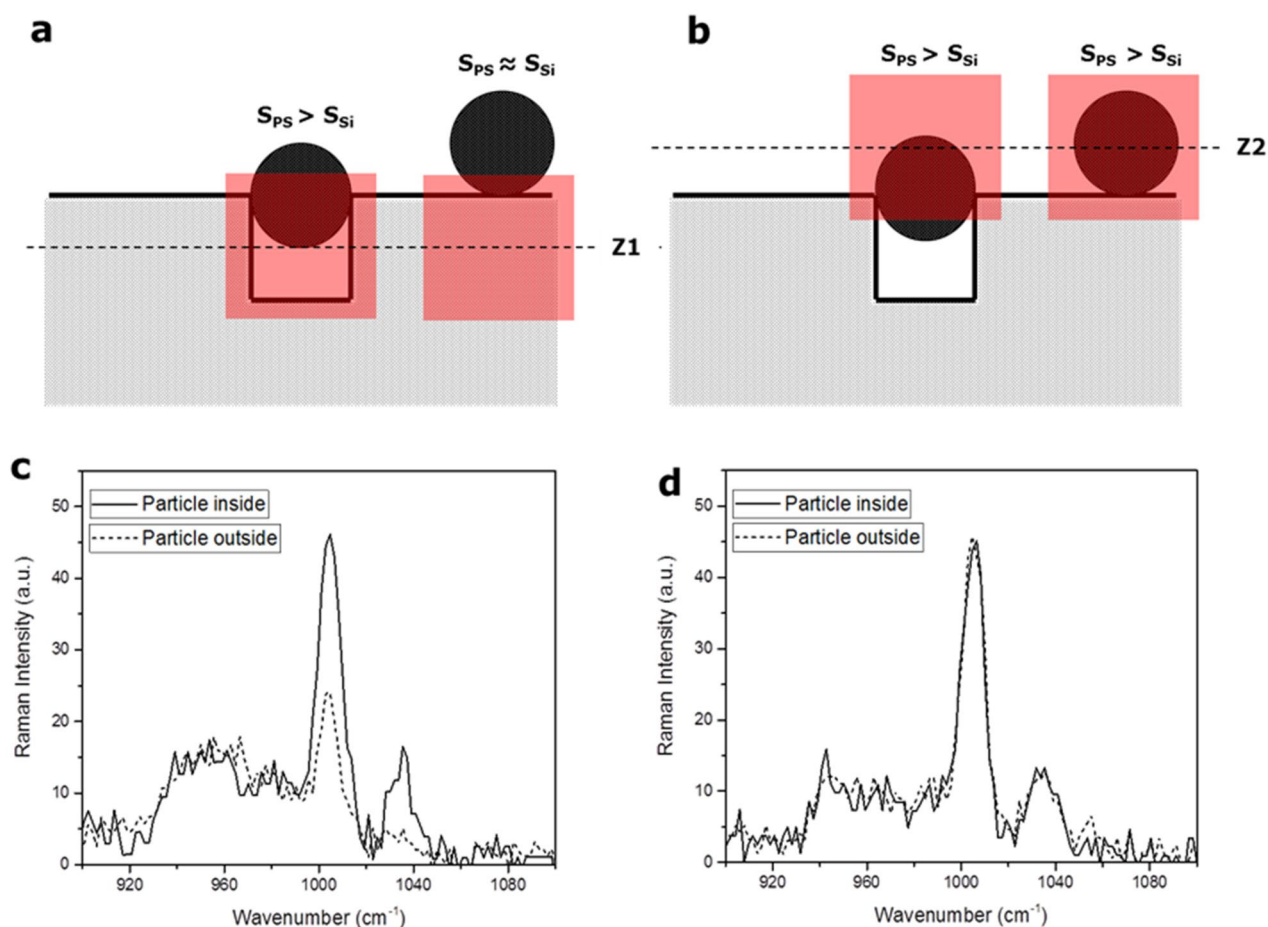 a
S_PS > S_Si
S_PS ≈ S_Si
Z1
b
S_PS > S_Si
S_PS > S_Si
Z2
c
Particle inside
Particle outside
50
40
30
20
10
0
920 960 1000 1040 1080
Raman Intensity (a.u.)
Wavenumber (cm⁻¹)
d
Particle inside
Particle outside
50
40
30
20
10
0
920 960 1000 1040 1080
Raman Intensity (a.u.)
Wavenumber (cm⁻¹)